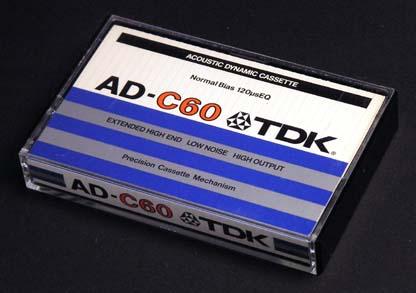 ACOUSTIC DYNAMIC CASSETTE
Normal Bias 120µsEQ
AD-C60 TDK®
EXTENDED HIGH END LOW NOISE HIGH OUTPUT
Precision Cassette Mechanism
AD-C60 TDK